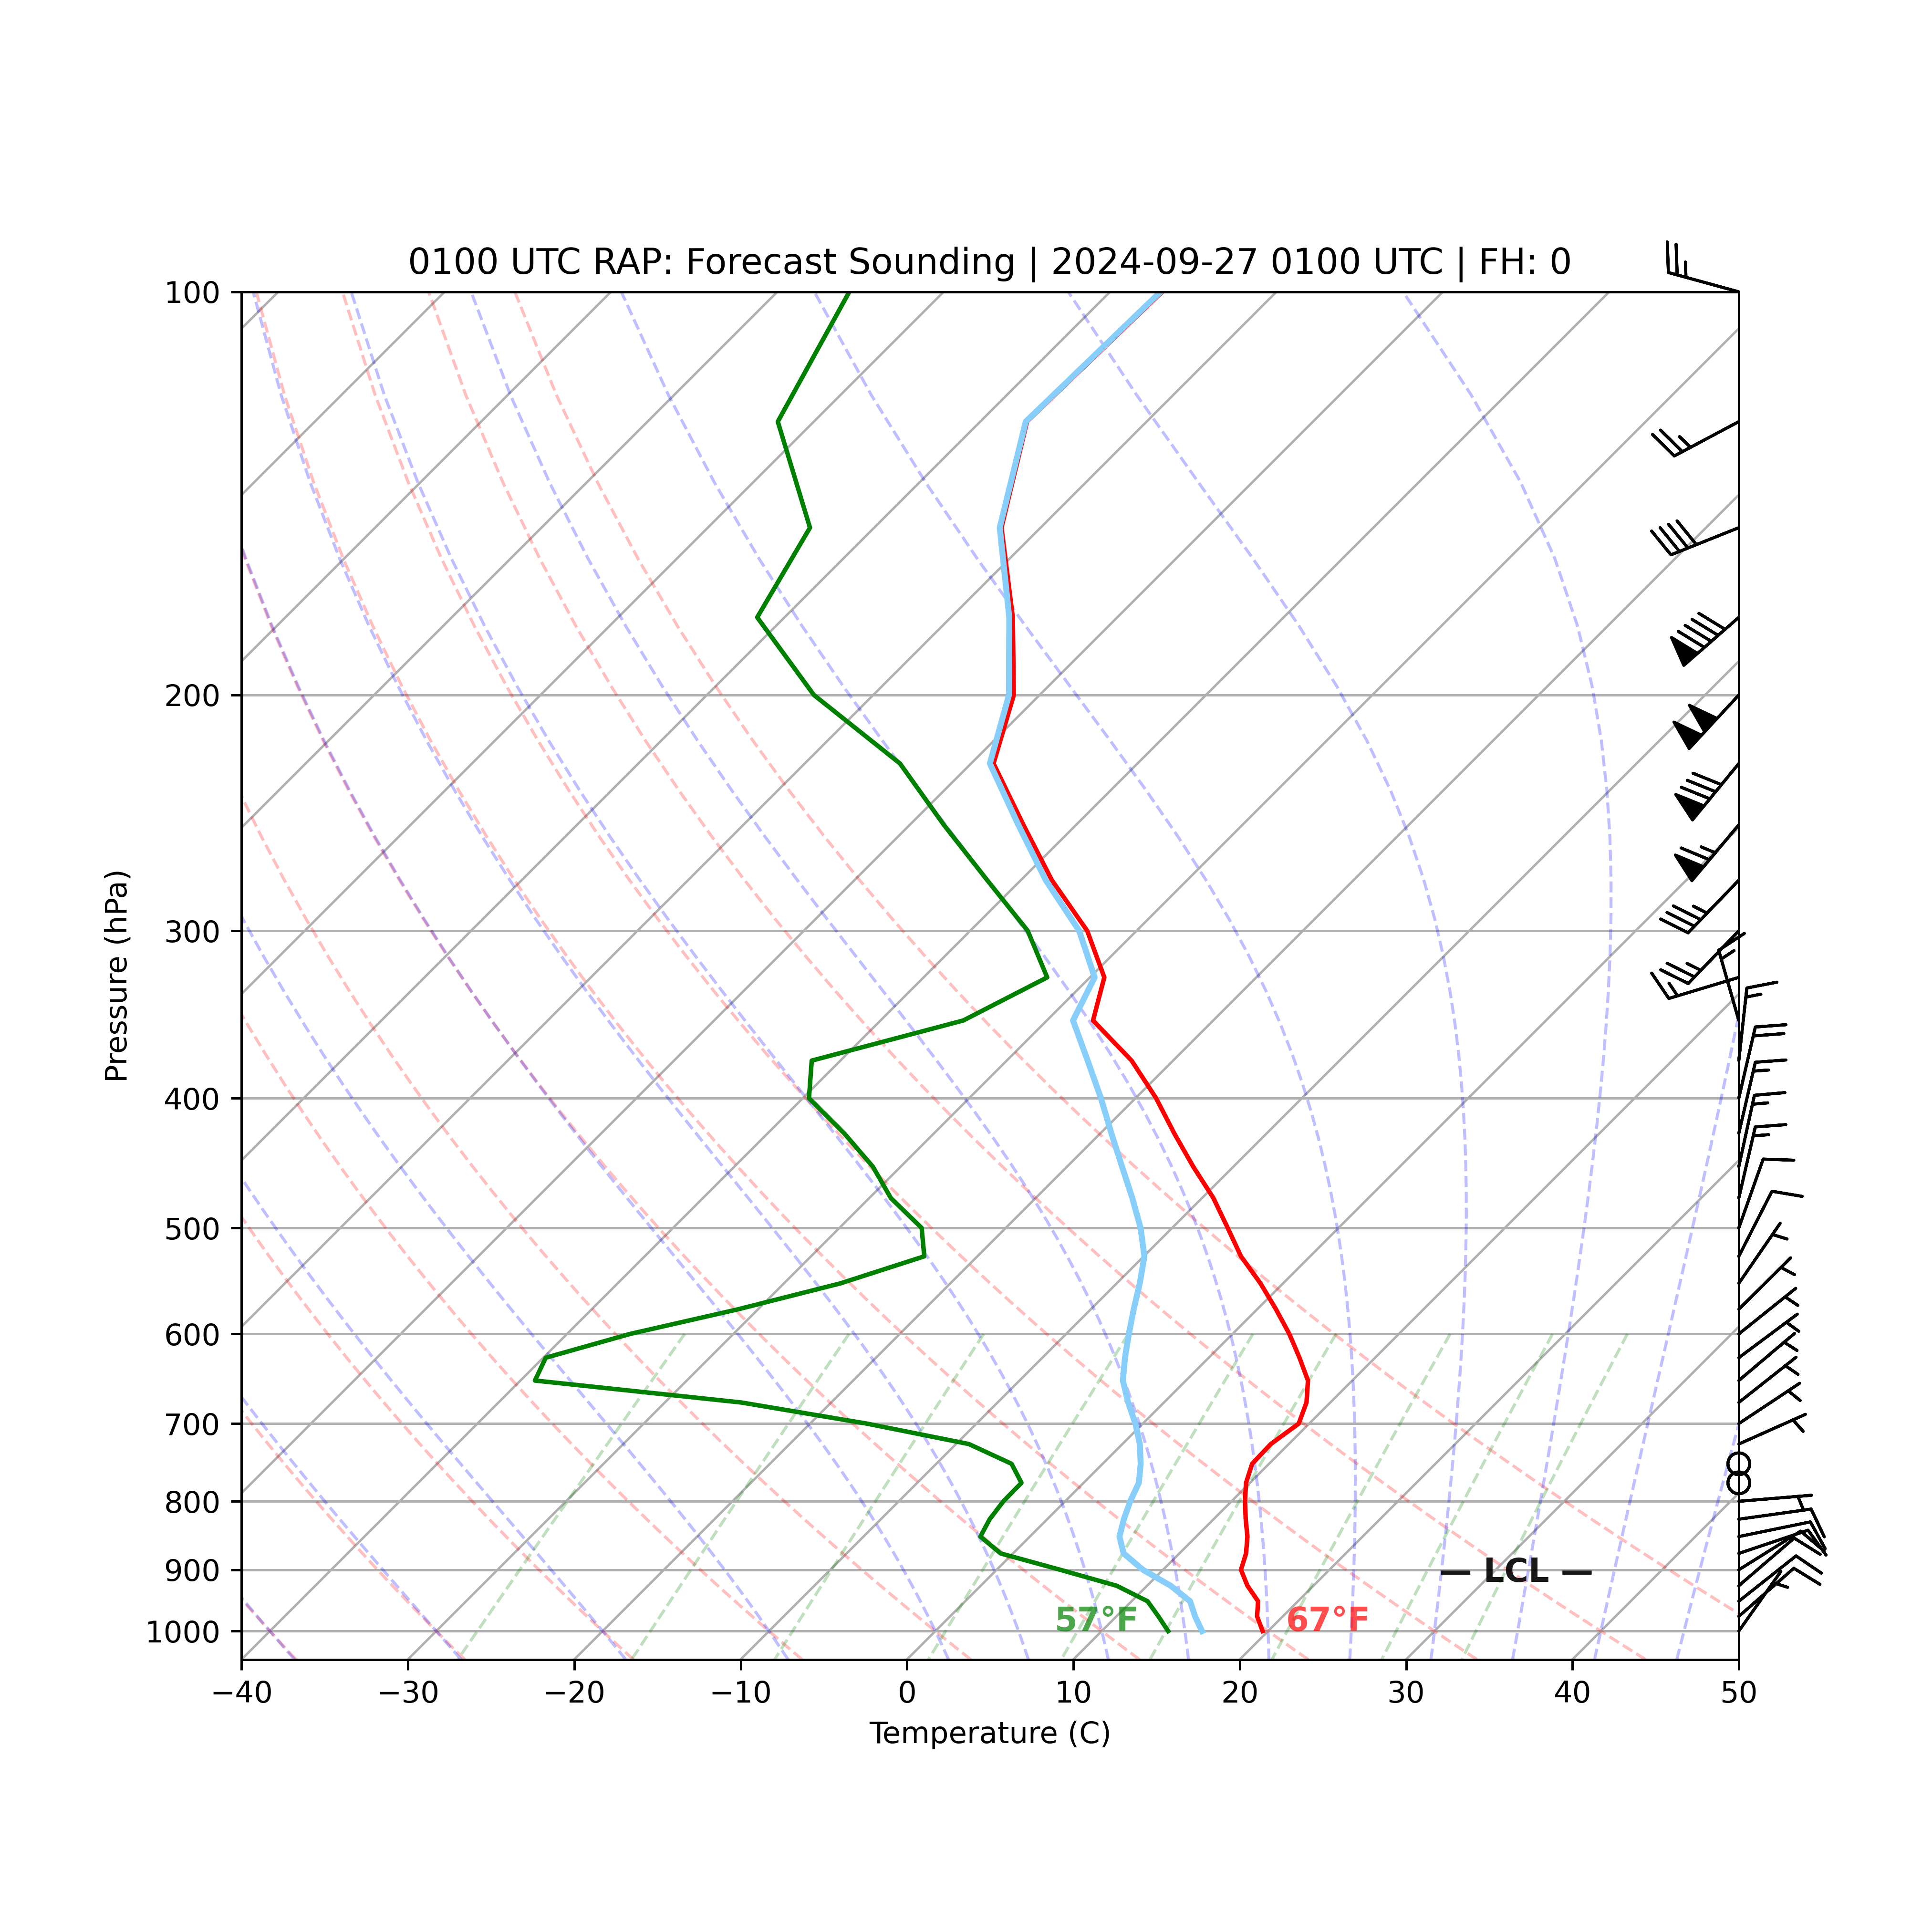 0100 UTC RAP: Forecast Sounding | 2024-09-27 0100 UTC | FH: 0
100
200
300
400
500
600
700
800
900
1000
Pressure (hPa)
— LCL —
57°F 67°F
−40 −30 −20 −10 0 10 20 30 40 50
Temperature (C)